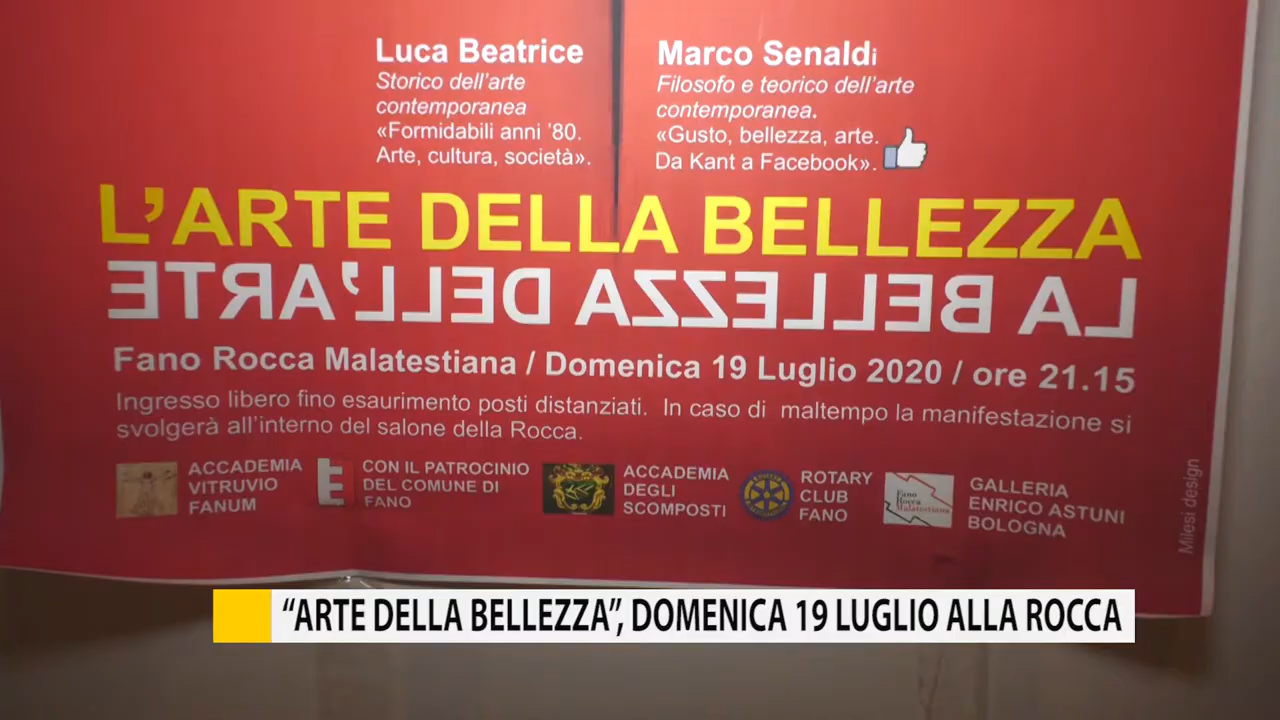 Luca Beatrice
Storico dell'arte
contemporanea
«Formidabili anni '80.
Arte, cultura, società».
Marco Senaldi
Filosofo e teorico dell'arte
contemporanea.
«Gusto, bellezza, arte.
Da Kant a Facebook».
L'ARTE DELLA BELLEZZA
LA BELLEZZA DELL'ARTE
Fano Rocca Malatestiana / Domenica 19 Luglio 2020 / ore 21.15
Ingresso libero fino esaurimento posti distanziati. In caso di maltempo la manifestazione si
svolgerà all'interno del salone della Rocca.
ACCADEMIA
VITRUVIO
FANUM
CON IL PATROCINIO
DEL COMUNE DI
FANO
ACCADEMIA
DEGLI
SCOMPOSTI
ROTARY
CLUB
FANO
Fano
Rocca
Malatestiana
GALLERIA
ENRICO ASTUNI
BOLOGNA
Milesi design
“ARTE DELLA BELLEZZA”, DOMENICA 19 LUGLIO ALLA ROCCA